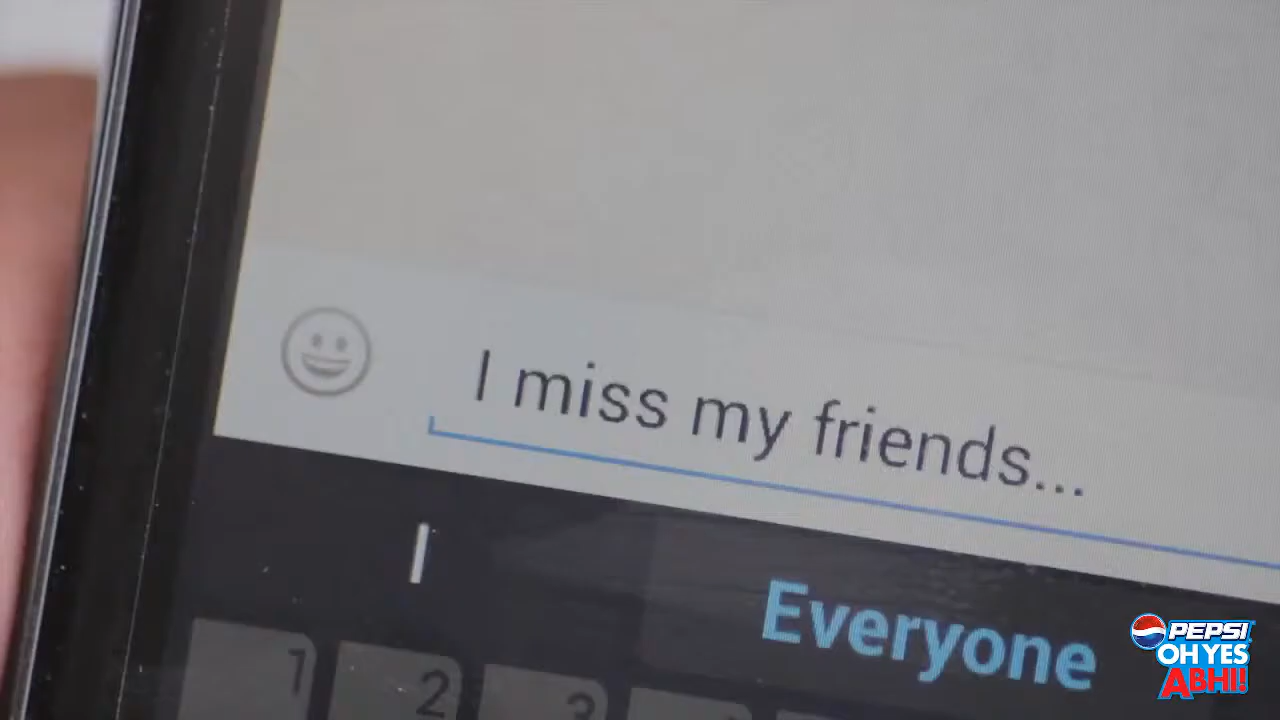 I miss my friends...
I
Everyone
1 2 3
PEPSI
OH YES
ABHI!